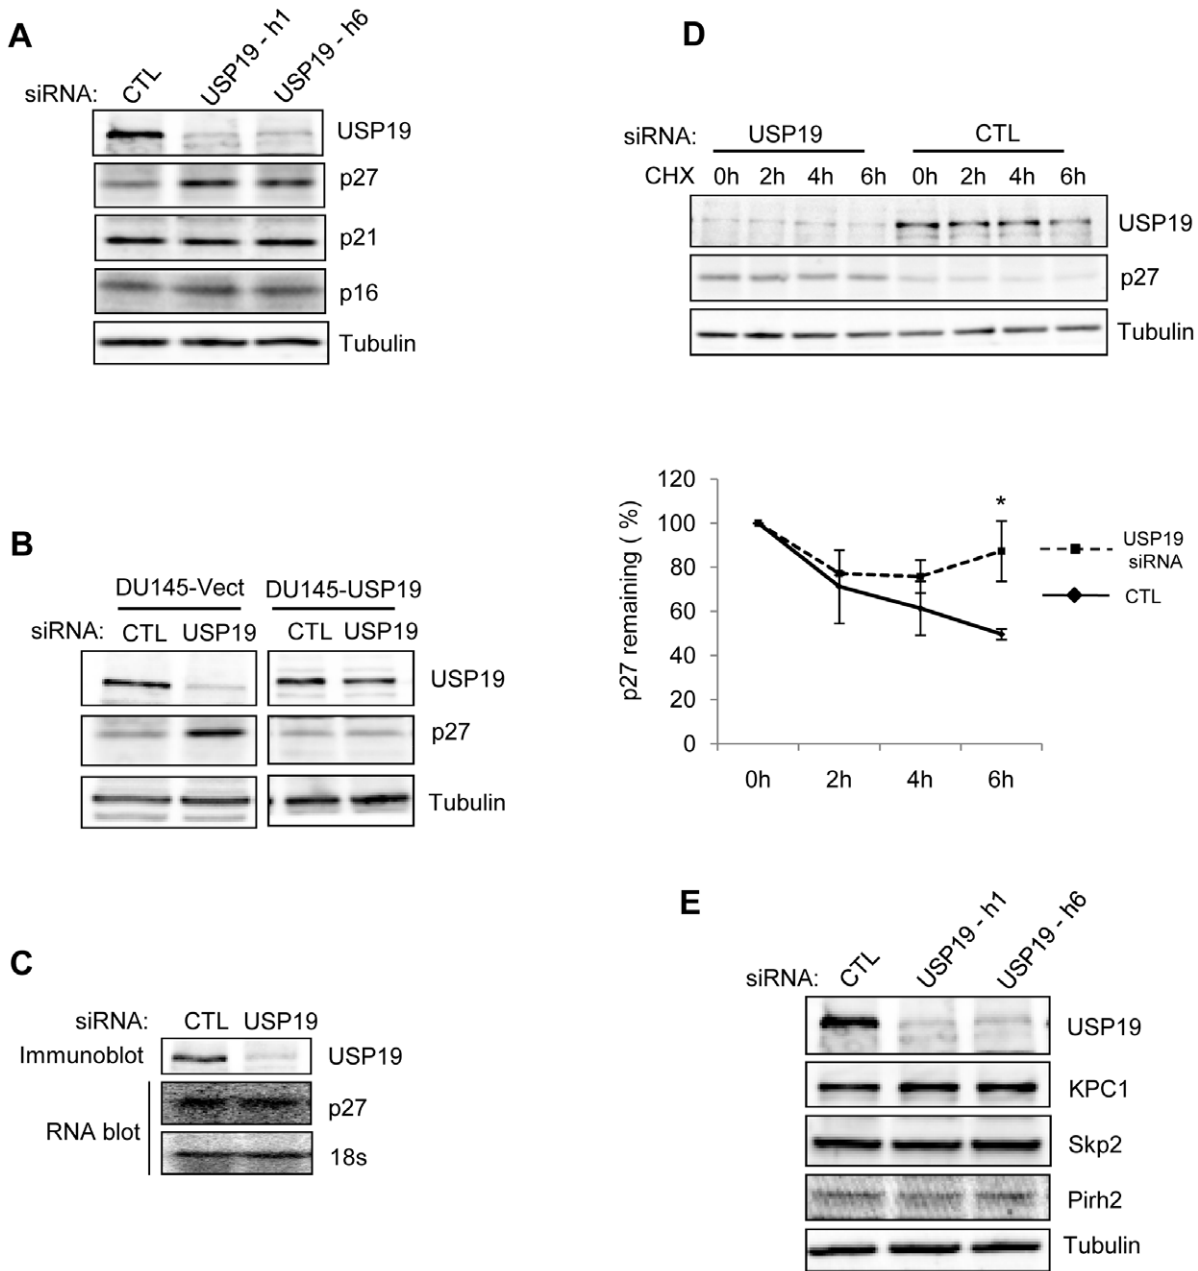 A
siRNA: CTL USP19 - h1 USP19 - h6
USP19
p27
p21
p16
Tubulin
B
DU145-Vect DU145-USP19
siRNA: CTL USP19 CTL USP19
USP19
p27
Tubulin
C
siRNA: CTL USP19
Immunoblot USP19
RNA blot
p27
18s
D
siRNA: USP19 CTL
CHX 0h 2h 4h 6h 0h 2h 4h 6h
USP19
p27
Tubulin
p27 remaining ( %)
120
100
80
60
40
20
0
0h 2h 4h 6h
*
USP19
siRNA
CTL
E
siRNA: CTL USP19 - h1 USP19 - h6
USP19
KPC1
Skp2
Pirh2
Tubulin